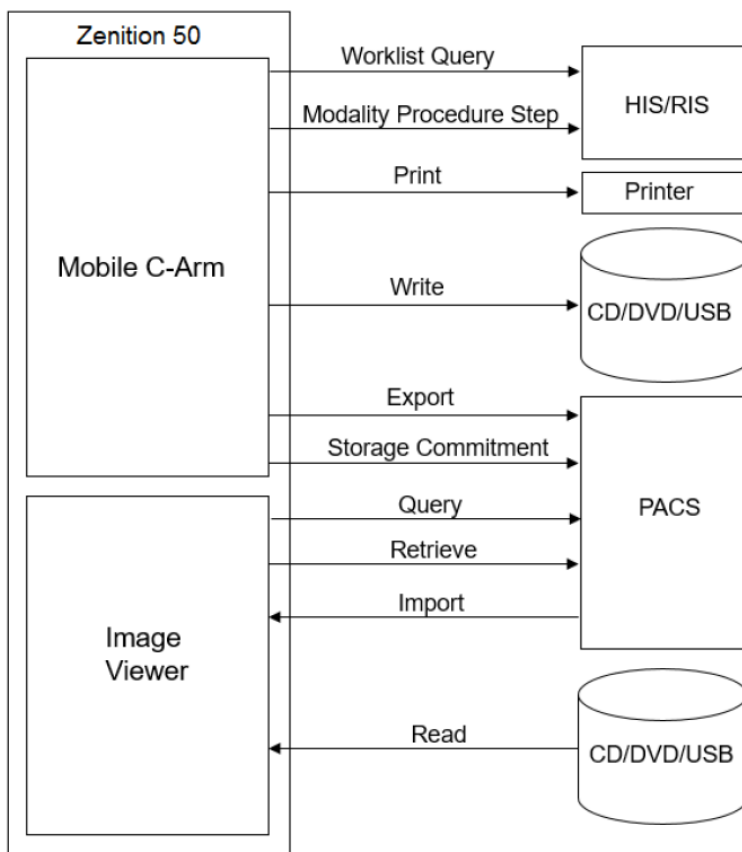 Zenition 50
Worklist Query
HIS/RIS
Modality Procedure Step
Print
Printer
Mobile C-Arm
Write
CD/DVD/USB
Export
Storage Commitment
Query
PACS
Retrieve
Import
Image
Viewer
Read
CD/DVD/USB